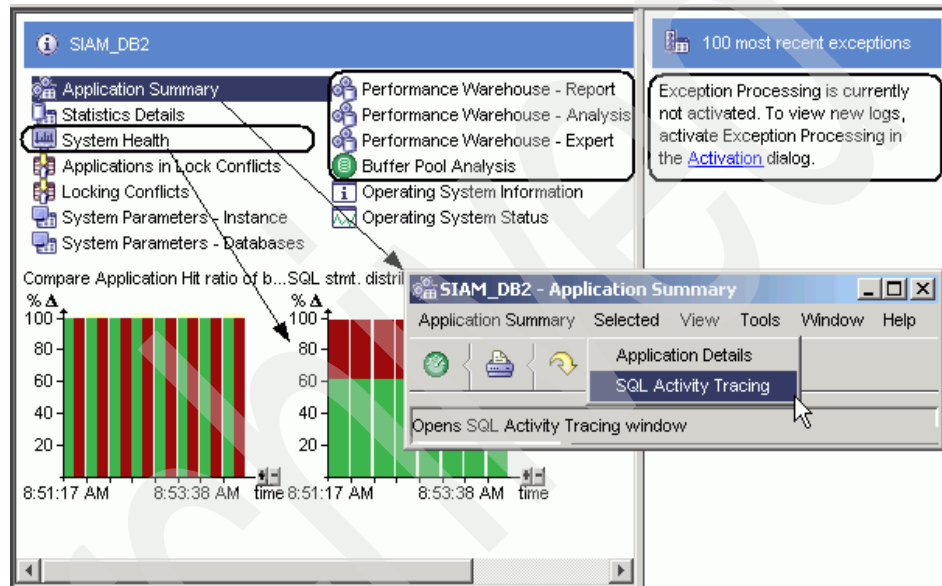 SIAM_DB2
Application Summary
Statistics Details
System Health
Applications in Lock Conflicts
Locking Conflicts
System Parameters - Instance
System Parameters - Databases
Performance Warehouse - Report
Performance Warehouse - Analysis
Performance Warehouse - Expert
Buffer Pool Analysis
Operating System Information
Operating System Status
Compare Application Hit ratio of b...
% Δ
100
80
60
40
20
8:51:17 AM 8:53:38 AM time
SQL stmt. distri
% Δ
100
80
60
40
20
8:51:17 AM 8:53:38 AM time
SIAM_DB2 - Application Summary
Application Summary Selected View Tools Window Help
Application Details
SQL Activity Tracing
Opens SQL Activity Tracing window
100 most recent exceptions
Exception Processing is currently
not activated. To view new logs,
activate Exception Processing in
the Activation dialog.